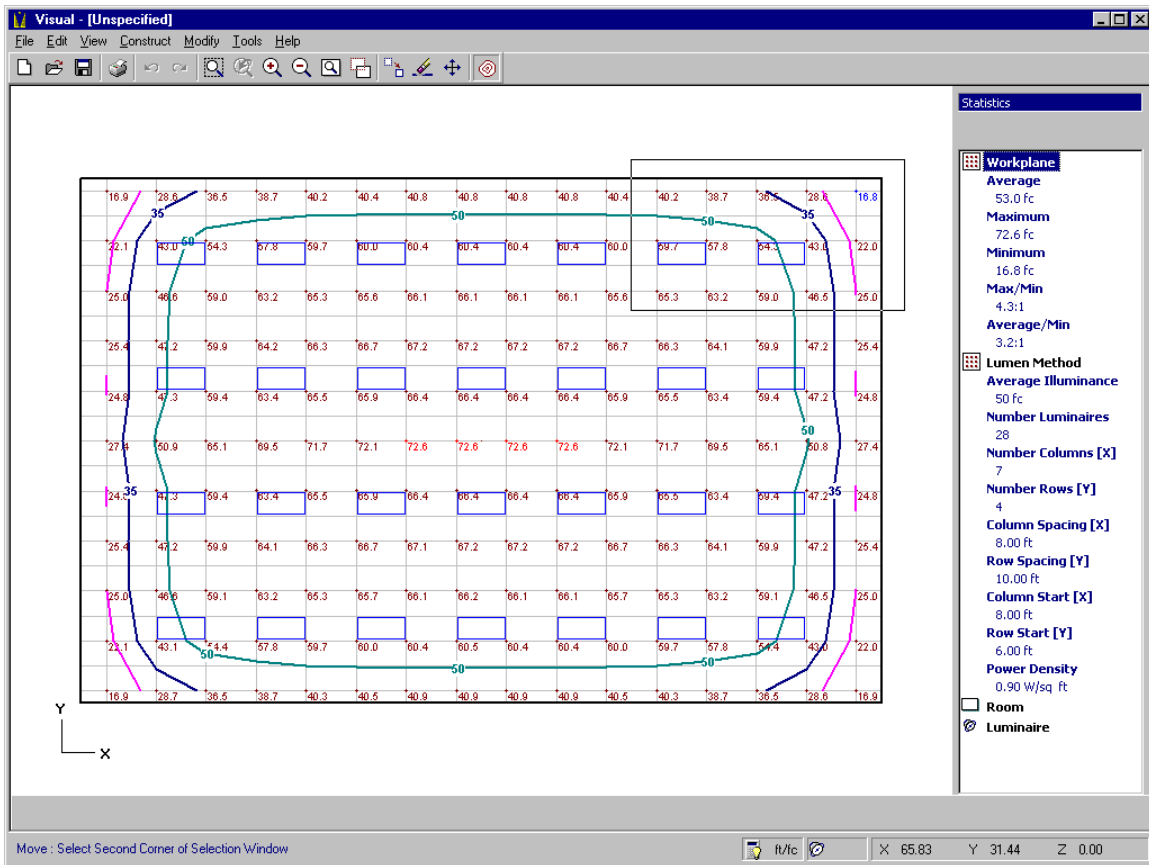 Visual - [Unspecified]
File Edit View Construct Modify Tools Help
Statistics
Workplane
Average
53.0 fc
Maximum
72.6 fc
Minimum
16.8 fc
Max/Min
4.3:1
Average/Min
3.2:1
Lumen Method
Average Illuminance
50 fc
Number Luminaires
28
Number Columns [X]
7
Number Rows [Y]
4
Column Spacing [X]
8.00 ft
Row Spacing [Y]
10.00 ft
Column Start [X]
8.00 ft
Row Start [Y]
6.00 ft
Power Density
0.90 W/sq ft
Room
Luminaire
16.9 28.6 36.5 38.7 40.2 40.4 40.8 40.8 40.8 40.4 40.2 38.7 36.5 28.6 16.8
35 50 50 35
22.1 43.0 50 54.3 57.8 59.7 60.0 60.4 60.4 60.4 60.4 60.0 59.7 57.8 54.3 43.0 22.0
25.0 46.6 59.0 63.2 65.3 65.6 66.1 66.1 66.1 66.1 65.6 65.3 63.2 59.0 46.5 25.0
25.4 47.2 59.9 64.2 66.3 66.7 67.2 67.2 67.2 66.7 66.3 64.1 59.9 47.2 25.4
24.8 47.3 59.4 63.4 65.5 65.9 66.4 66.4 66.4 65.9 65.5 63.4 59.4 47.2 24.8
50
27.4 50.9 65.1 69.5 71.7 72.1 72.6 72.6 72.6 72.6 72.1 71.7 69.5 65.1 50.8 27.4
24.8 35 47.3 59.4 63.4 65.5 65.9 66.4 66.4 66.4 65.9 65.5 63.4 59.4 47.2 35 24.8
25.4 47.2 59.9 64.1 66.3 66.7 67.1 67.2 67.2 66.7 66.3 64.1 59.9 47.2 25.4
25.0 46.6 59.1 63.2 65.3 65.7 66.1 66.2 66.1 65.7 65.3 63.2 59.1 46.5 25.0
22.1 43.1 54.4 57.8 59.7 60.0 60.4 60.5 60.4 60.0 59.7 57.8 54.4 43.0 22.0
50 50 50
16.9 28.7 36.5 38.7 40.3 40.5 40.9 40.9 40.9 40.5 40.3 38.7 36.5 28.6 16.9
Y
X
Move : Select Second Corner of Selection Window
ft/fc
X 65.83 Y 31.44 Z 0.00